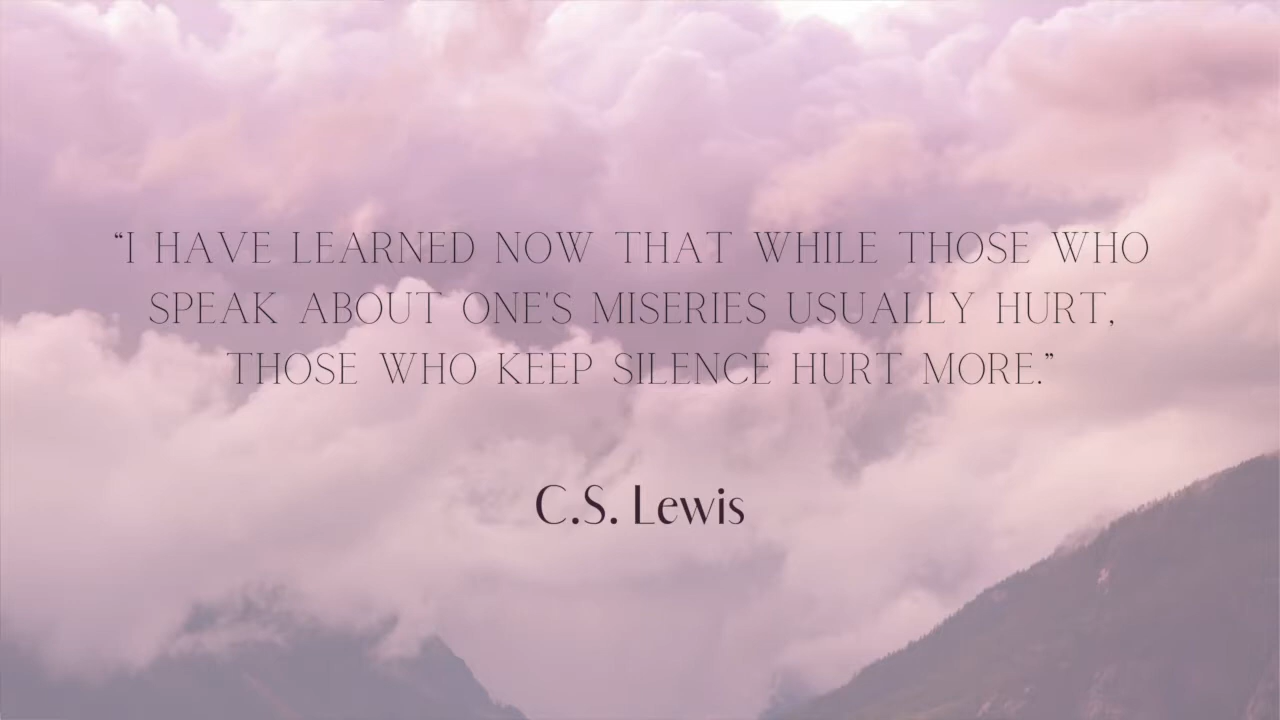 “I HAVE LEARNED NOW THAT WHILE THOSE WHO
SPEAK ABOUT ONE'S MISERIES USUALLY HURT,
THOSE WHO KEEP SILENCE HURT MORE.”
C.S. Lewis